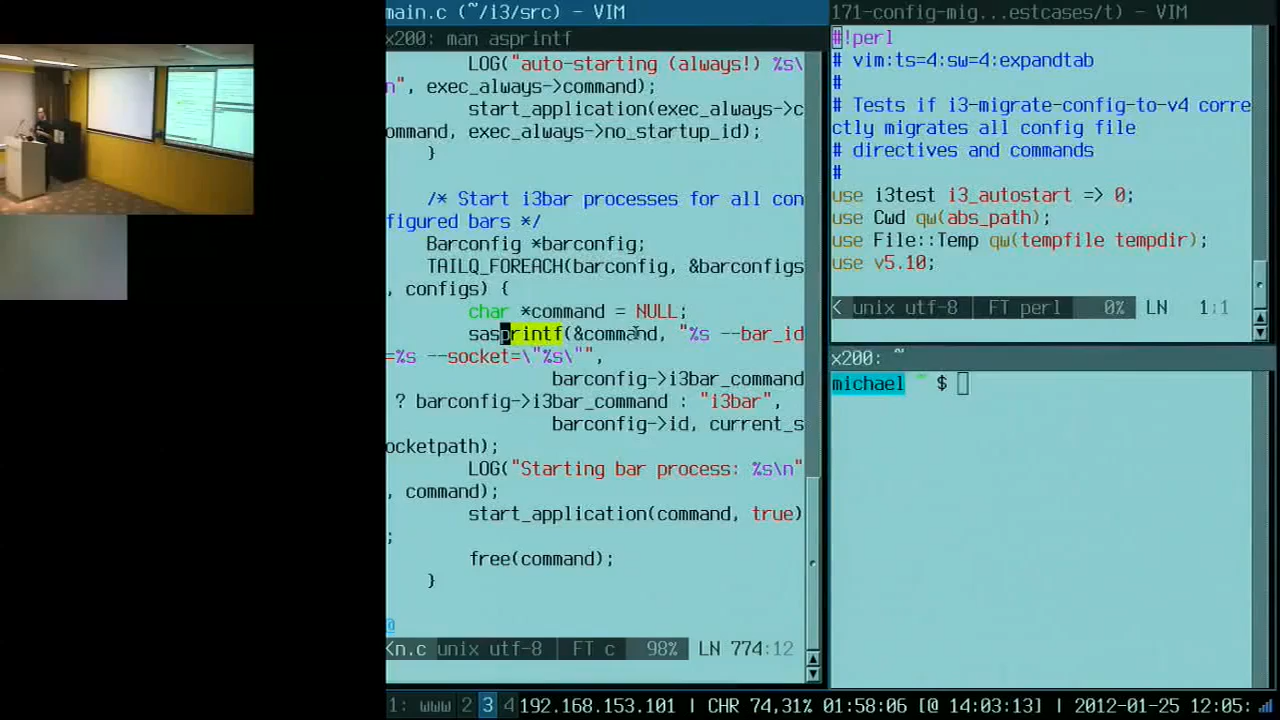 main.c (~/i3/src) - VIM
x200: man asprintf
LOG("auto-starting (always!) %s\
n", exec_always->command);
start_application(exec_always->c
ommand, exec_always->no_startup_id);
}
/* Start i3bar processes for all con
figured bars */
Barconfig *barconfig;
TAILQ_FOREACH(barconfig, &barconfigs
, configs) {
char *command = NULL;
sasprintf(&command, "%s --bar_id
=%s --socket=\"%s\"",
barconfig->i3bar_command
? barconfig->i3bar_command : "i3bar",
barconfig->id, current_s
ocketpath);
LOG("Starting bar process: %s\n"
, command);
start_application(command, true)
;
free(command);
}
@
<n.c unix utf-8 FT c 98% LN 774:12
171-config-mig...estcases/t) - VIM
#!perl
# vim:ts=4:sw=4:expandtab
#
# Tests if i3-migrate-config-to-v4 corre
ctly migrates all config file
# directives and commands
#
use i3test i3_autostart => 0;
use Cwd qw(abs_path);
use File::Temp qw(tempfile tempdir);
use v5.10;
< unix utf-8 FT perl 0% LN 1:1
x200: ~
michael ~ $
1: www 2 3 4 192.168.153.101 | CHR 74,31% 01:58:06 [@ 14:03:13] | 2012-01-25 12:05: